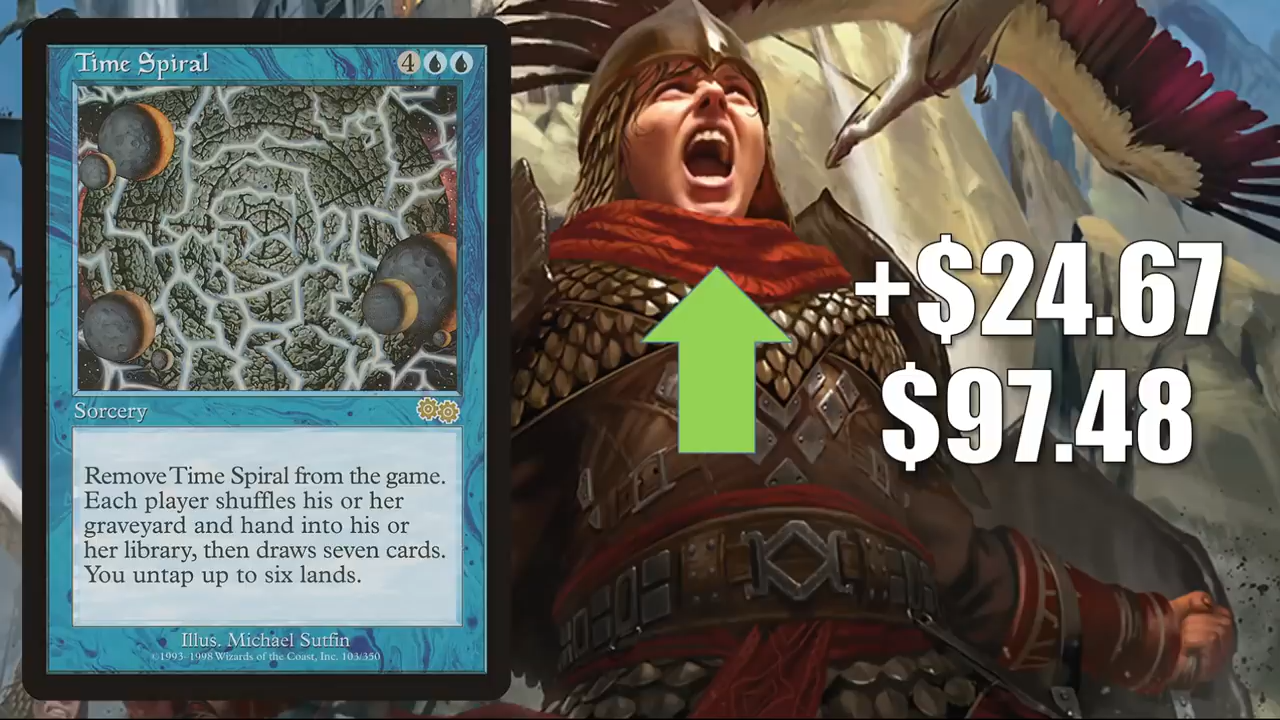 Time Spiral 4
Sorcery
Remove Time Spiral from the game.
Each player shuffles his or her
graveyard and hand into his or
her library, then draws seven cards.
You untap up to six lands.
Illus. Michael Sutfin
©1993-1998 Wizards of the Coast, Inc. 103/350
+$24.67
$97.48